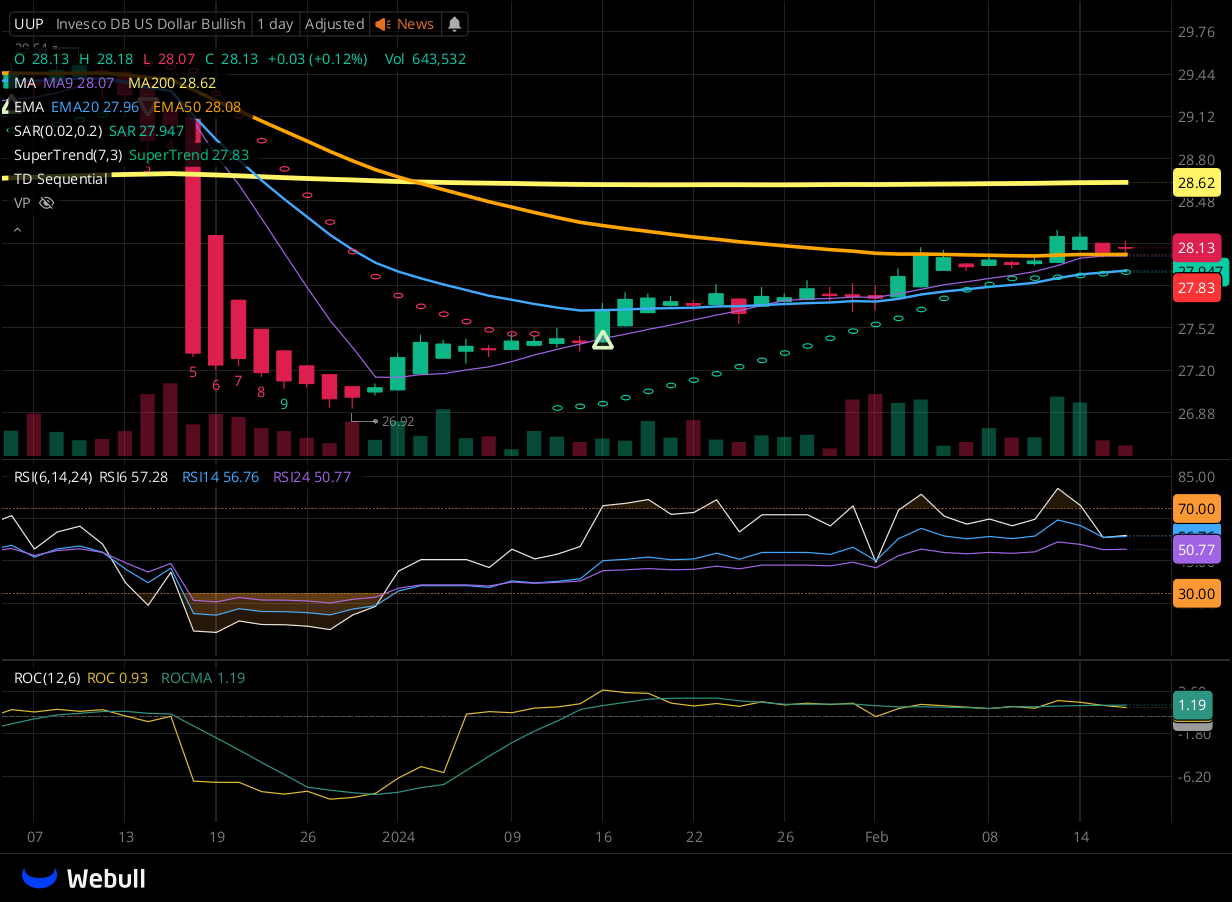 UUP Invesco DB US Dollar Bullish 1 day Adjusted News
29.54
O 28.13 H 28.18 L 28.07 C 28.13 +0.03 (+0.12%) Vol 643,532
MA MA9 28.07 MA200 28.62
EMA EMA20 27.96 EMA50 28.08
SAR(0.02,0.2) SAR 27.947
SuperTrend(7,3) SuperTrend 27.83
TD Sequential
VP
29.76
29.44
29.12
28.80
28.62
28.48
28.13
27.947
27.83
27.52
27.20
26.88
5 6 7 8 9
26.92
RSI(6,14,24) RSI6 57.28 RSI14 56.76 RSI24 50.77
85.00
70.00
56.76
50.77
30.00
ROC(12,6) ROC 0.93 ROCMA 1.19
1.19
-1.80
-6.20
07 13 19 26 2024 09 16 22 26 Feb 08 14
Webull